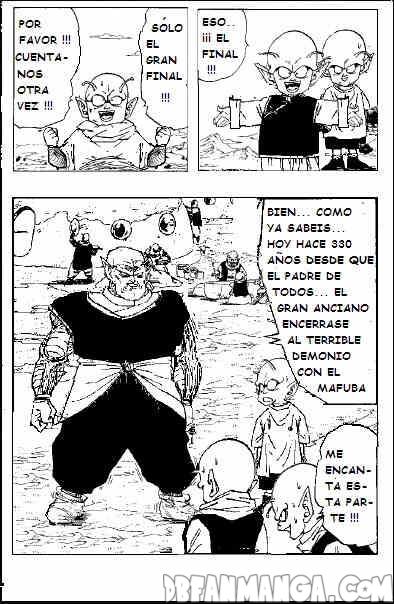 POR
FAVOR !!!
CUENTA-
NOS
OTRA
VEZ !!!
SÓLO
EL
GRAN
FINAL
!!!
ESO..
¡¡¡ EL
FINAL
!!!
BIEN... COMO
YA SABEIS...
HOY HACE 330
AÑOS DESDE QUE
EL PADRE DE
TODOS... EL
GRAN ANCIANO
ENCERRASE
AL TERRIBLE
DEMONIO
CON EL
MAFUBA
ME
ENCAN-
TA ES-
TA PAR-
TE !!!
DBFANMANGA.COM